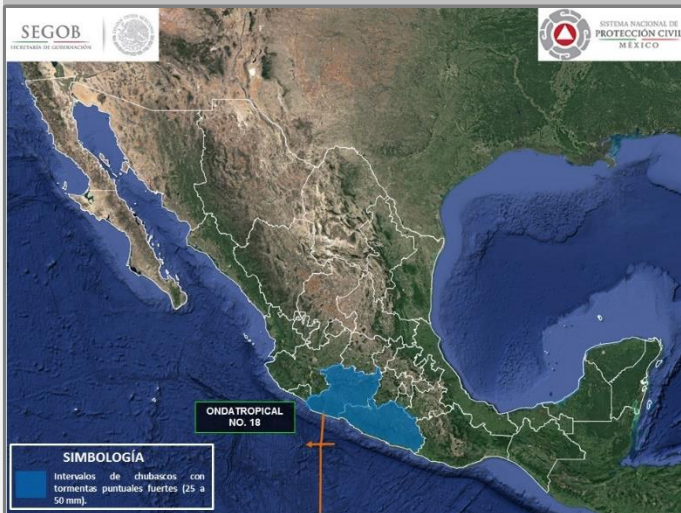 SEGOB
SECRETARÍA DE GOBERNACIÓN
SISTEMA NACIONAL DE
PROTECCIÓN CIVIL
MÉXICO
ONDATROPICAL
NO. 18
SIMBOLOGÍA
Intervalos de chubascos con
tormentas puntuales fuertes (25 a
50 mm).